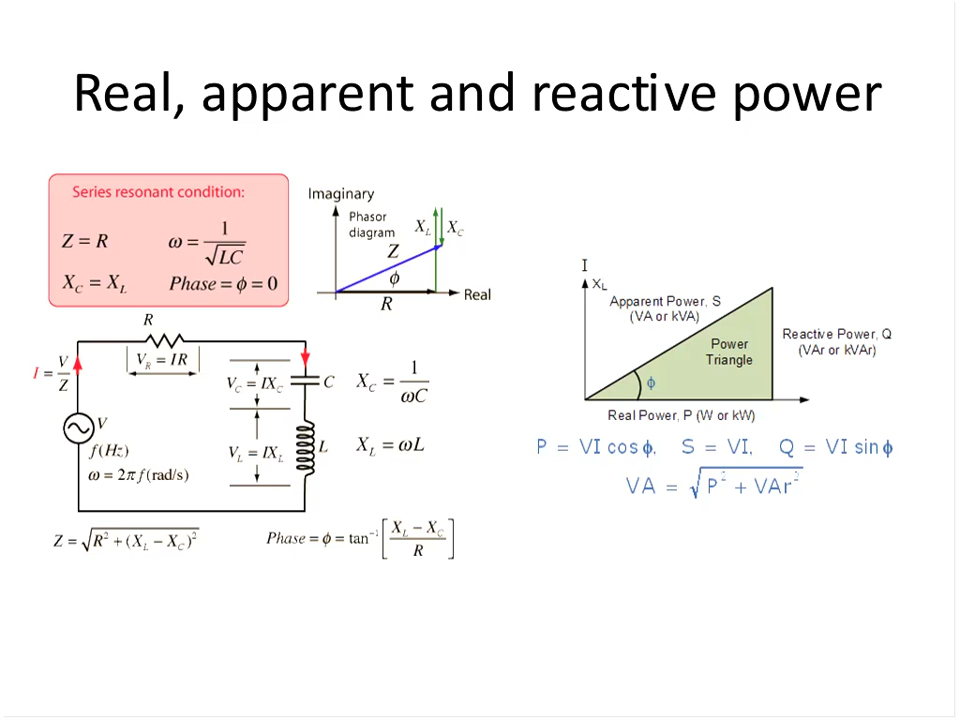 Real, apparent and reactive power
Series resonant condition:
Z = R
ω = 1/√LC
X_C = X_L
Phase = ϕ = 0
Imaginary
Phasor
diagram
X_L
X_C
Z
ϕ
R
Real
R
V_R = IR
I = V/Z
V
f(Hz)
ω = 2π f(rad/s)
V_C = IX_C
C
X_C = 1/ωC
V_L = IX_L
L
X_L = ωL
Z = √R² + (X_L − X_C)²
Phase = ϕ = tan⁻¹[X_L − X_C / R]
I
X_L
Apparent Power, S
(VA or kVA)
Power
Triangle
ϕ
Reactive Power, Q
(VAr or kVAr)
Real Power, P (W or kW)
P = VI cos ϕ, S = VI, Q = VI sin ϕ
VA = √P² + VAr²